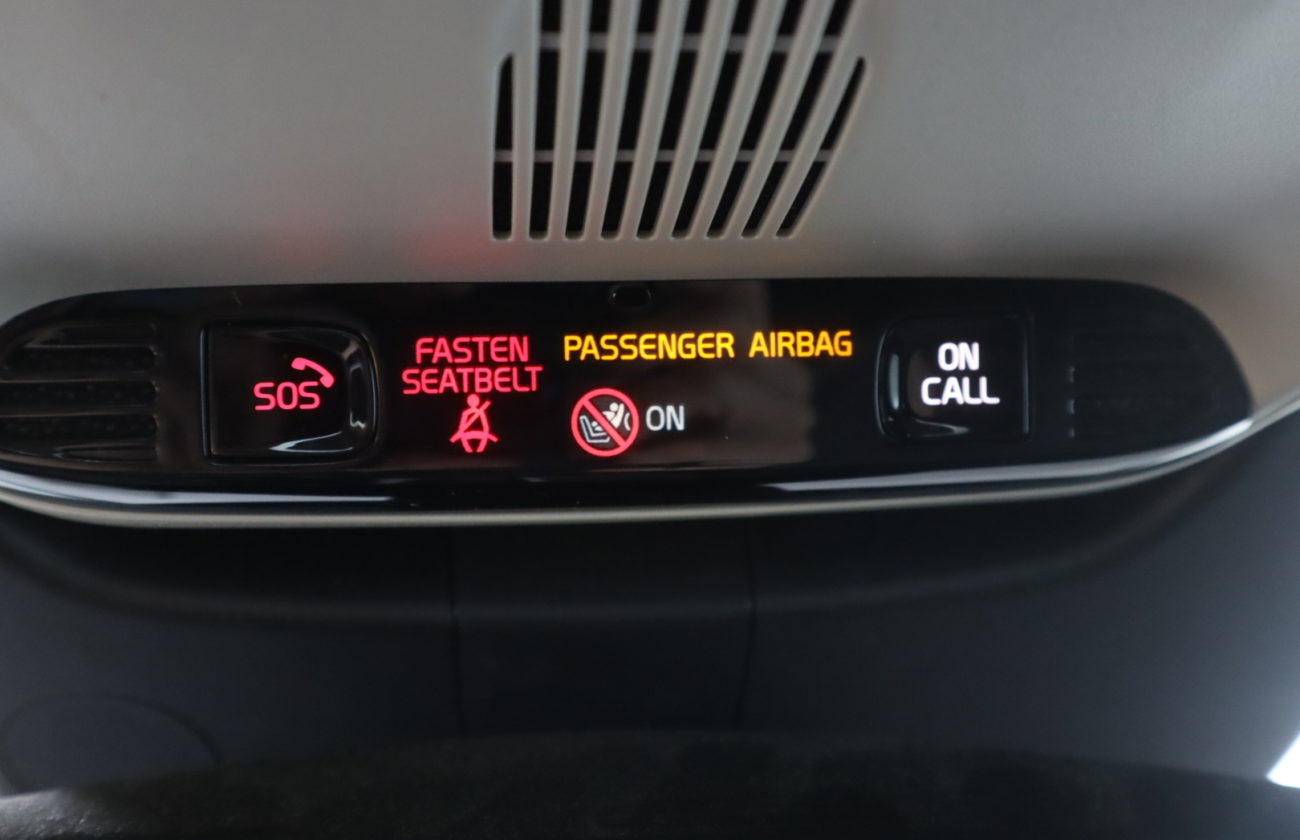 SOS
FASTEN
SEATBELT
PASSENGER AIRBAG
ON
ON
CALL